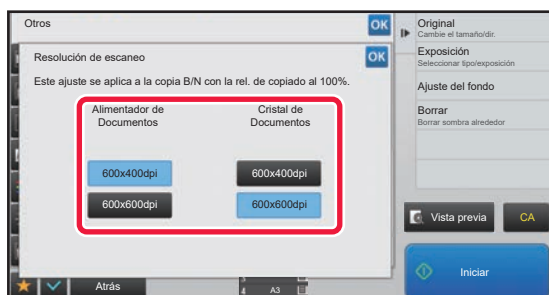 Otros
OK
Resolución de escaneo
OK
Este ajuste se aplica a la copia B/N con la rel. de copiado al 100%.
Alimentador de
Documentos
Cristal de
Documentos
600x400dpi
600x400dpi
600x600dpi
600x600dpi
Atrás
3
4
A3
Original
Cambie el tamaño/dir.
Exposición
Seleccionar tipo/exposición
Ajuste del fondo
Borrar
Borrar sombra alrededor
Vista previa
CA
Iniciar